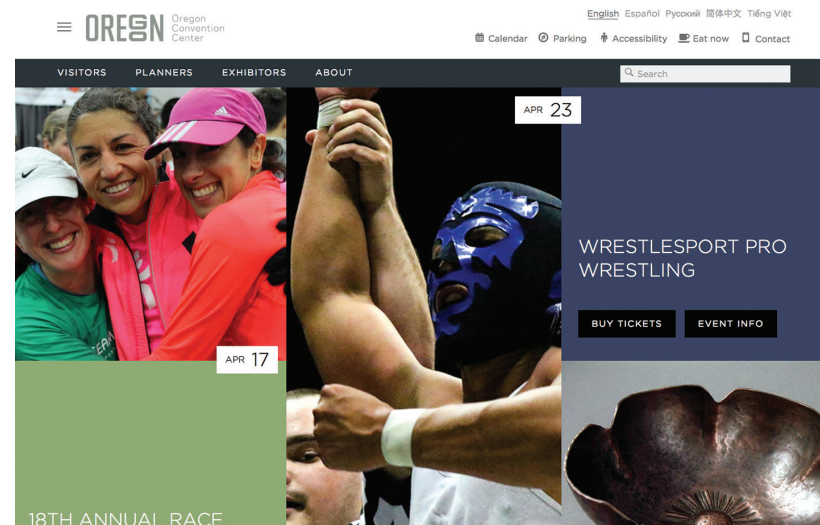 English Español Русский 简体中文 Tiếng Việt
OREGON Oregon
Convention
Center
Calendar Parking Accessibility Eat now Contact
VISITORS PLANNERS EXHIBITORS ABOUT
Search
APR 23
WRESTLESPORT PRO
WRESTLING
BUY TICKETS EVENT INFO
APR 17
18TH ANNUAL RACE